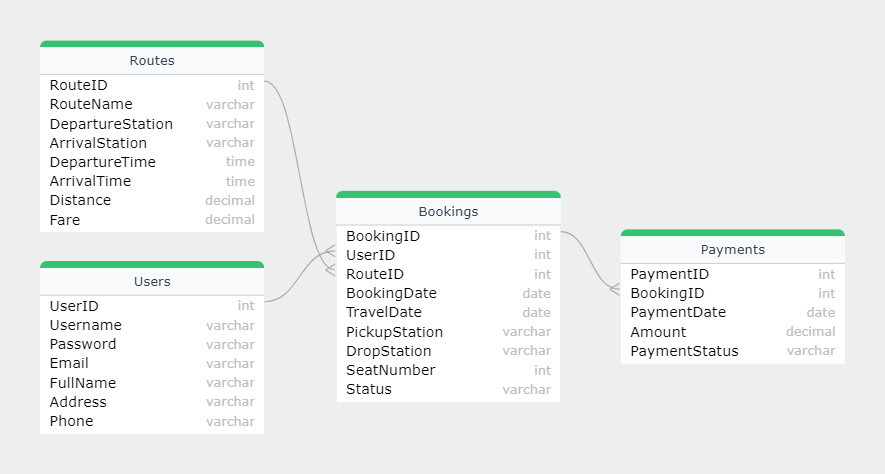 Routes
RouteID int
RouteName varchar
DepartureStation varchar
ArrivalStation varchar
DepartureTime time
ArrivalTime time
Distance decimal
Fare decimal
Users
UserID int
Username varchar
Password varchar
Email varchar
FullName varchar
Address varchar
Phone varchar
Bookings
BookingID int
UserID int
RouteID int
BookingDate date
TravelDate date
PickupStation varchar
DropStation varchar
SeatNumber int
Status varchar
Payments
PaymentID int
BookingID int
PaymentDate date
Amount decimal
PaymentStatus varchar